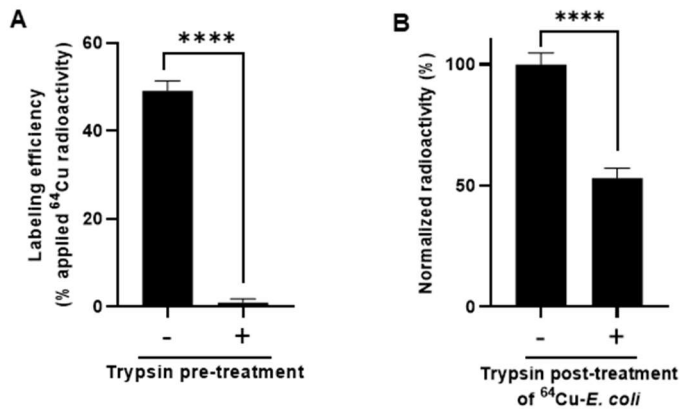 A
Labeling efficiency
(% applied ⁶⁴Cu radioactivity)
60
40
20
0
****
- +
Trypsin pre-treatment
B
Normalized radioactivity (%)
100
50
0
****
- +
Trypsin post-treatment
of ⁶⁴Cu-E. coli